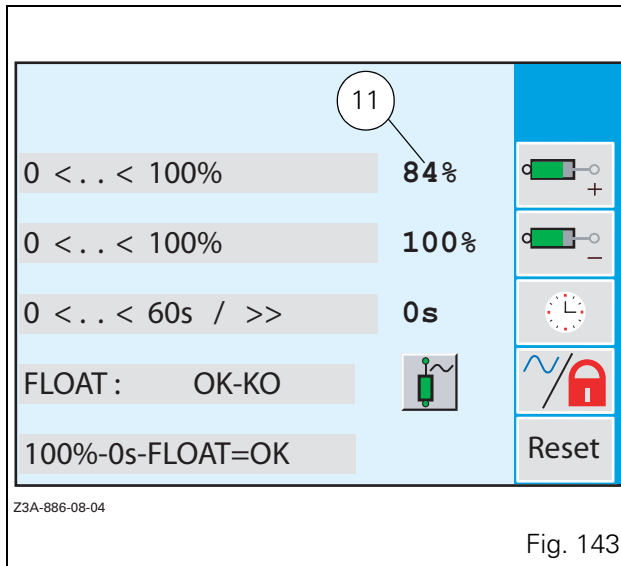 11
0 <..< 100% 84% +
0 <..< 100% 100% −
0 <..< 60s / >> 0s
FLOAT: OK-KO
100%-0s-FLOAT=OK Reset
Z3A-886-08-04
Fig. 143